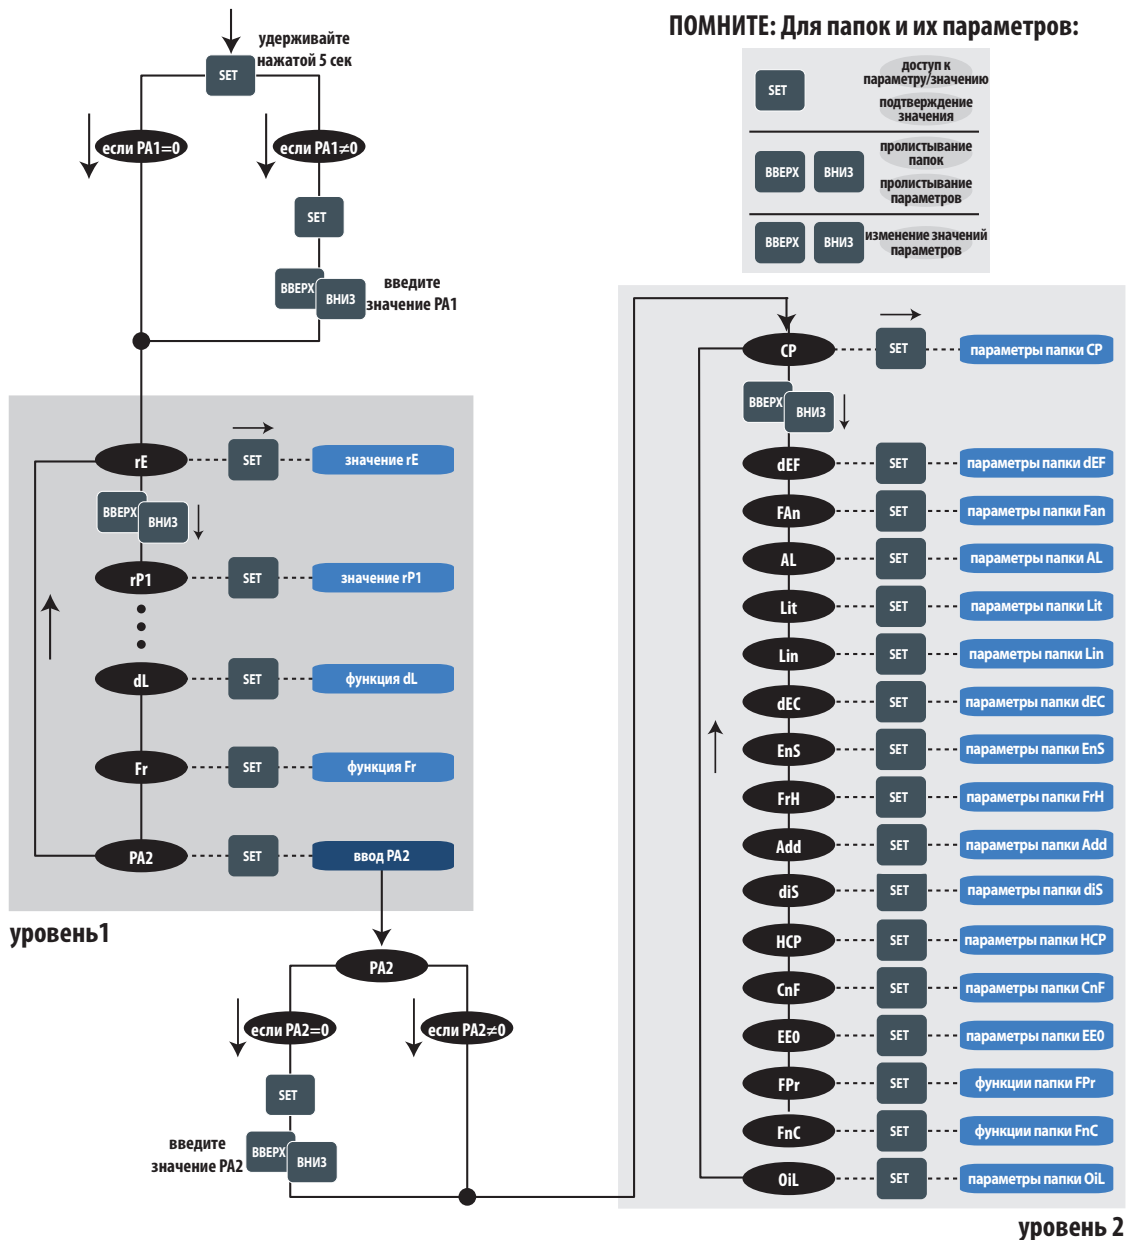 удерживайте
нажатой 5 сек
SET
если PA1=0
если PA1≠0
SET
ВВЕРХ
ВНИЗ
введите
значение PA1
ПОМНИТЕ: Для папок и их параметров:
SET
доступ к
параметру/значению
подтверждение
значения
ВВЕРХ
ВНИЗ
пролистывание
папок
пролистывание
параметров
ВВЕРХ
ВНИЗ
изменение значений
параметров
rE
SET
значение rE
ВВЕРХ
ВНИЗ
rP1
SET
значение rP1
dL
SET
функция dL
Fr
SET
функция Fr
PA2
SET
ввод PA2
уровень1
PA2
если PA2=0
если PA2≠0
SET
введите
значение PA2
ВВЕРХ
ВНИЗ
CP
SET
параметры папки CP
ВВЕРХ
ВНИЗ
dEF
SET
параметры папки dEF
FAn
SET
параметры папки Fan
AL
SET
параметры папки AL
Lit
SET
параметры папки Lit
Lin
SET
параметры папки Lin
dEC
SET
параметры папки dEC
EnS
SET
параметры папки EnS
FrH
SET
параметры папки FrH
Add
SET
параметры папки Add
diS
SET
параметры папки diS
HCP
SET
параметры папки HCP
CnF
SET
параметры папки CnF
EE0
SET
параметры папки EE0
FPr
SET
функции папки FPr
FnC
SET
функции папки FnC
OiL
SET
параметры папки OiL
уровень 2